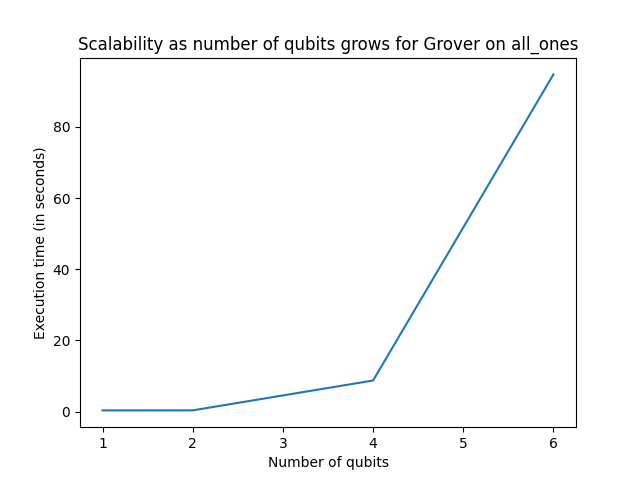 Scalability as number of qubits grows for Grover on all_ones
Execution time (in seconds)
80
60
40
20
0
1 2 3 4 5 6
Number of qubits